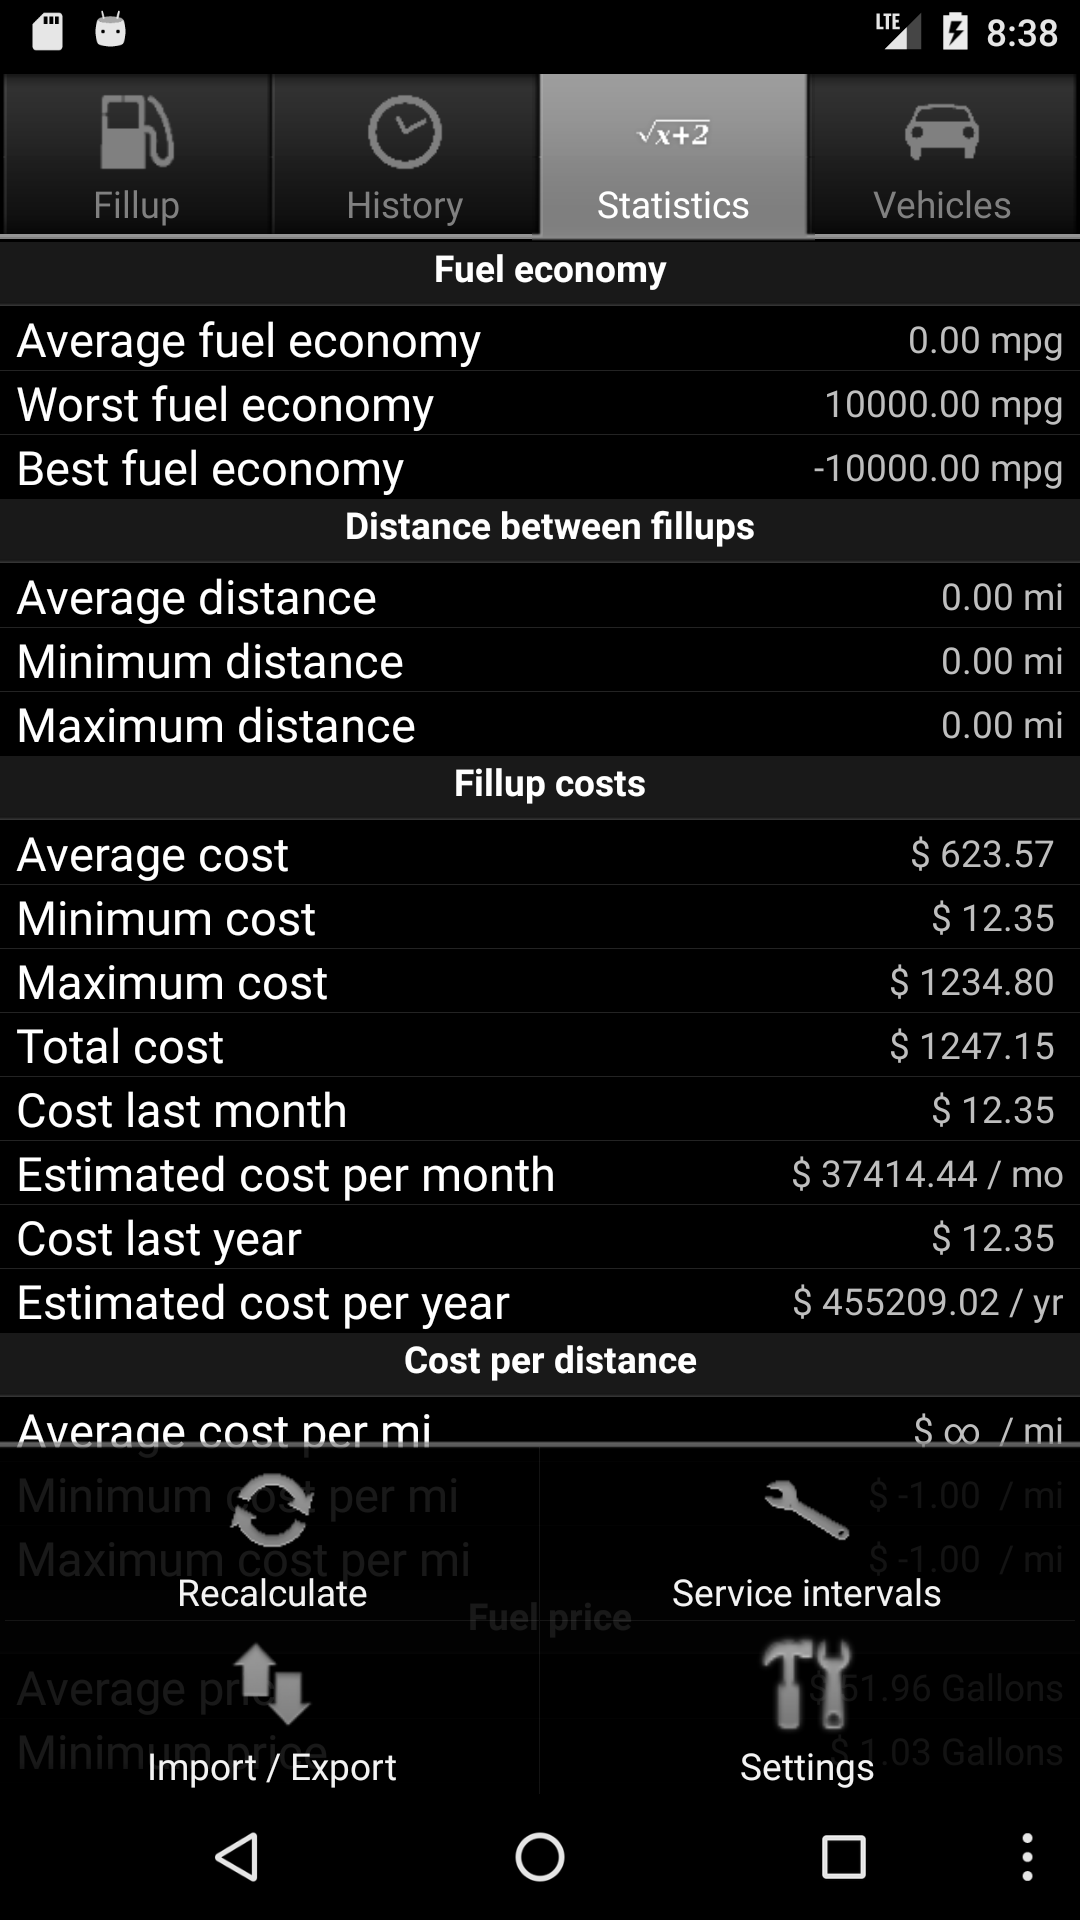 LTE 8:38
√x+2
Fillup History Statistics Vehicles
Fuel economy
Average fuel economy 0.00 mpg
Worst fuel economy 10000.00 mpg
Best fuel economy -10000.00 mpg
Distance between fillups
Average distance 0.00 mi
Minimum distance 0.00 mi
Maximum distance 0.00 mi
Fillup costs
Average cost $ 623.57
Minimum cost $ 12.35
Maximum cost $ 1234.80
Total cost $ 1247.15
Cost last month $ 12.35
Estimated cost per month $ 37414.44 / mo
Cost last year $ 12.35
Estimated cost per year $ 455209.02 / yr
Cost per distance
Average cost per mi $ ∞ / mi
Minimum cost per mi $ -1.00 / mi
Maximum cost per mi $ -1.00 / mi
Recalculate Service intervals
Fuel price
Average price $ 51.96 Gallons
Minimum price $ 1.03 Gallons
Import / Export Settings